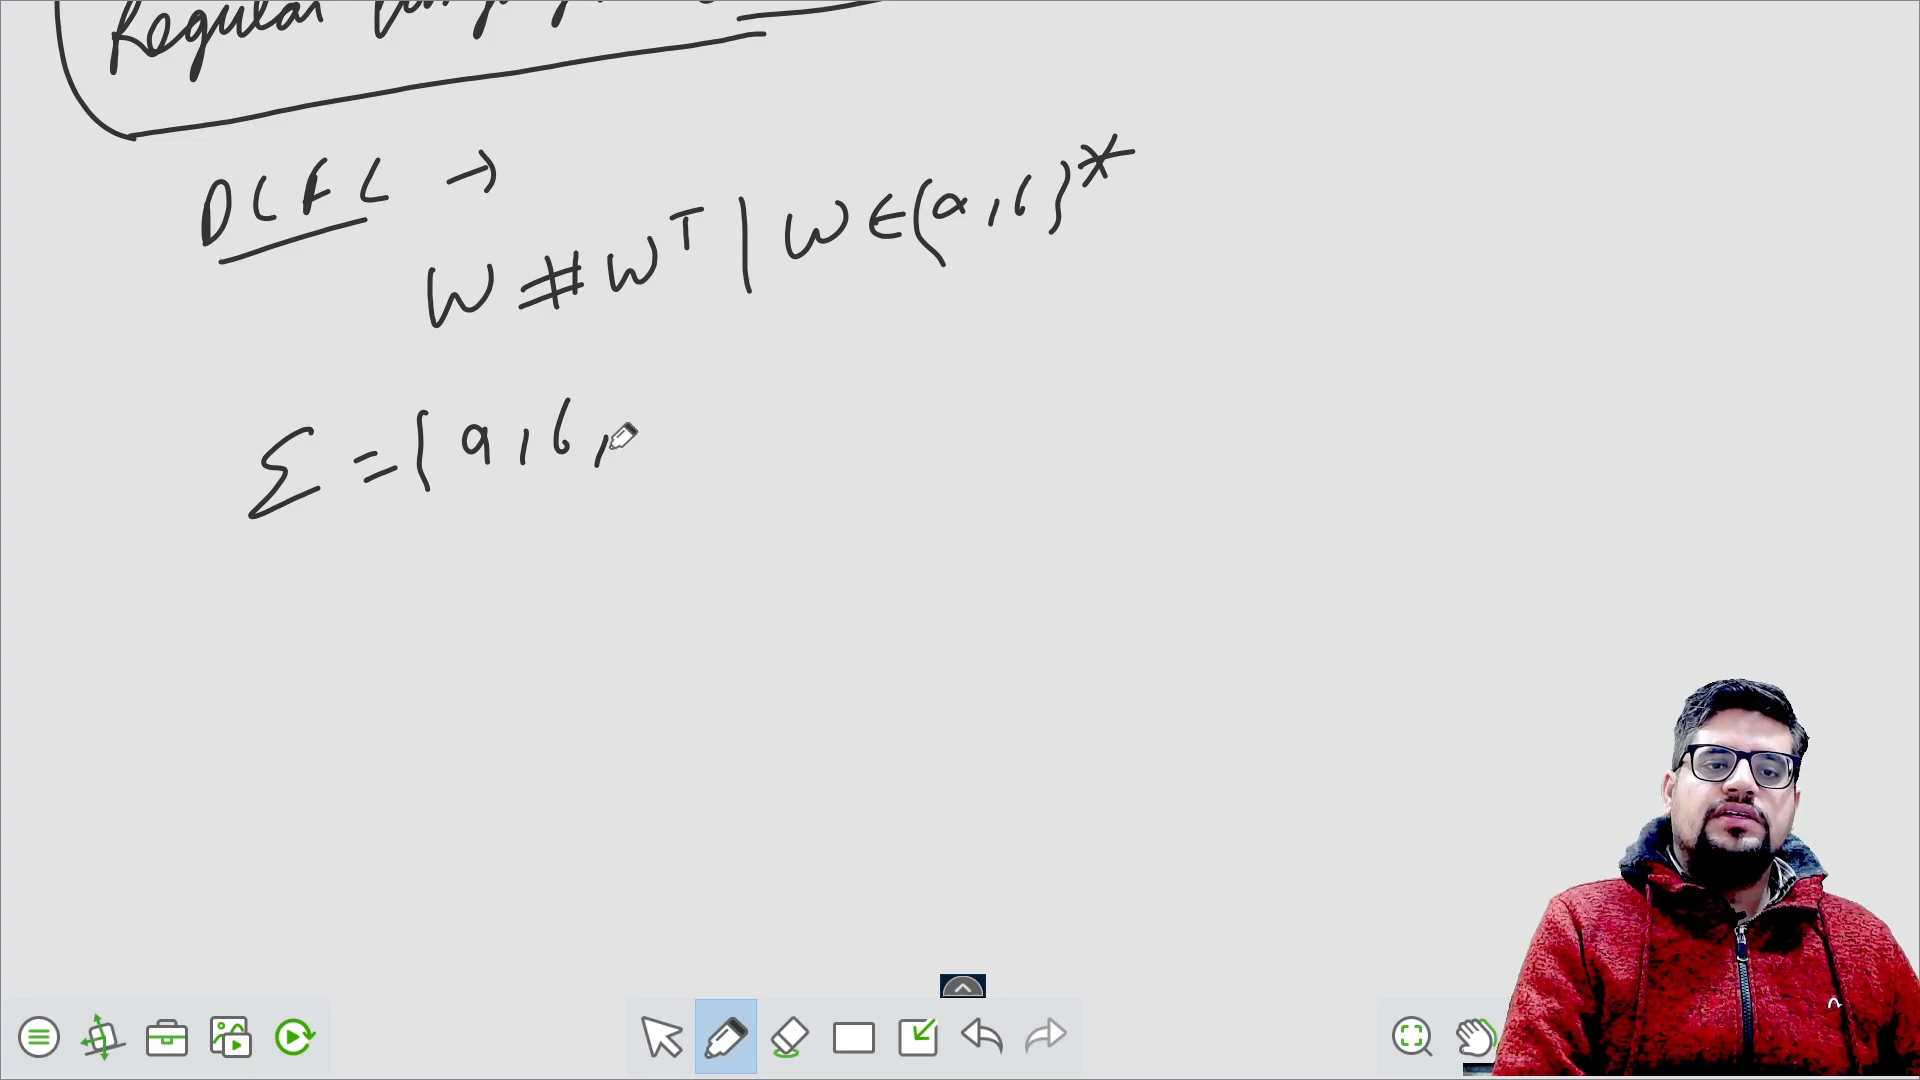 Regular
DCFL →
W # W^T | W ∈ {a, b}*
Σ = { a, b,